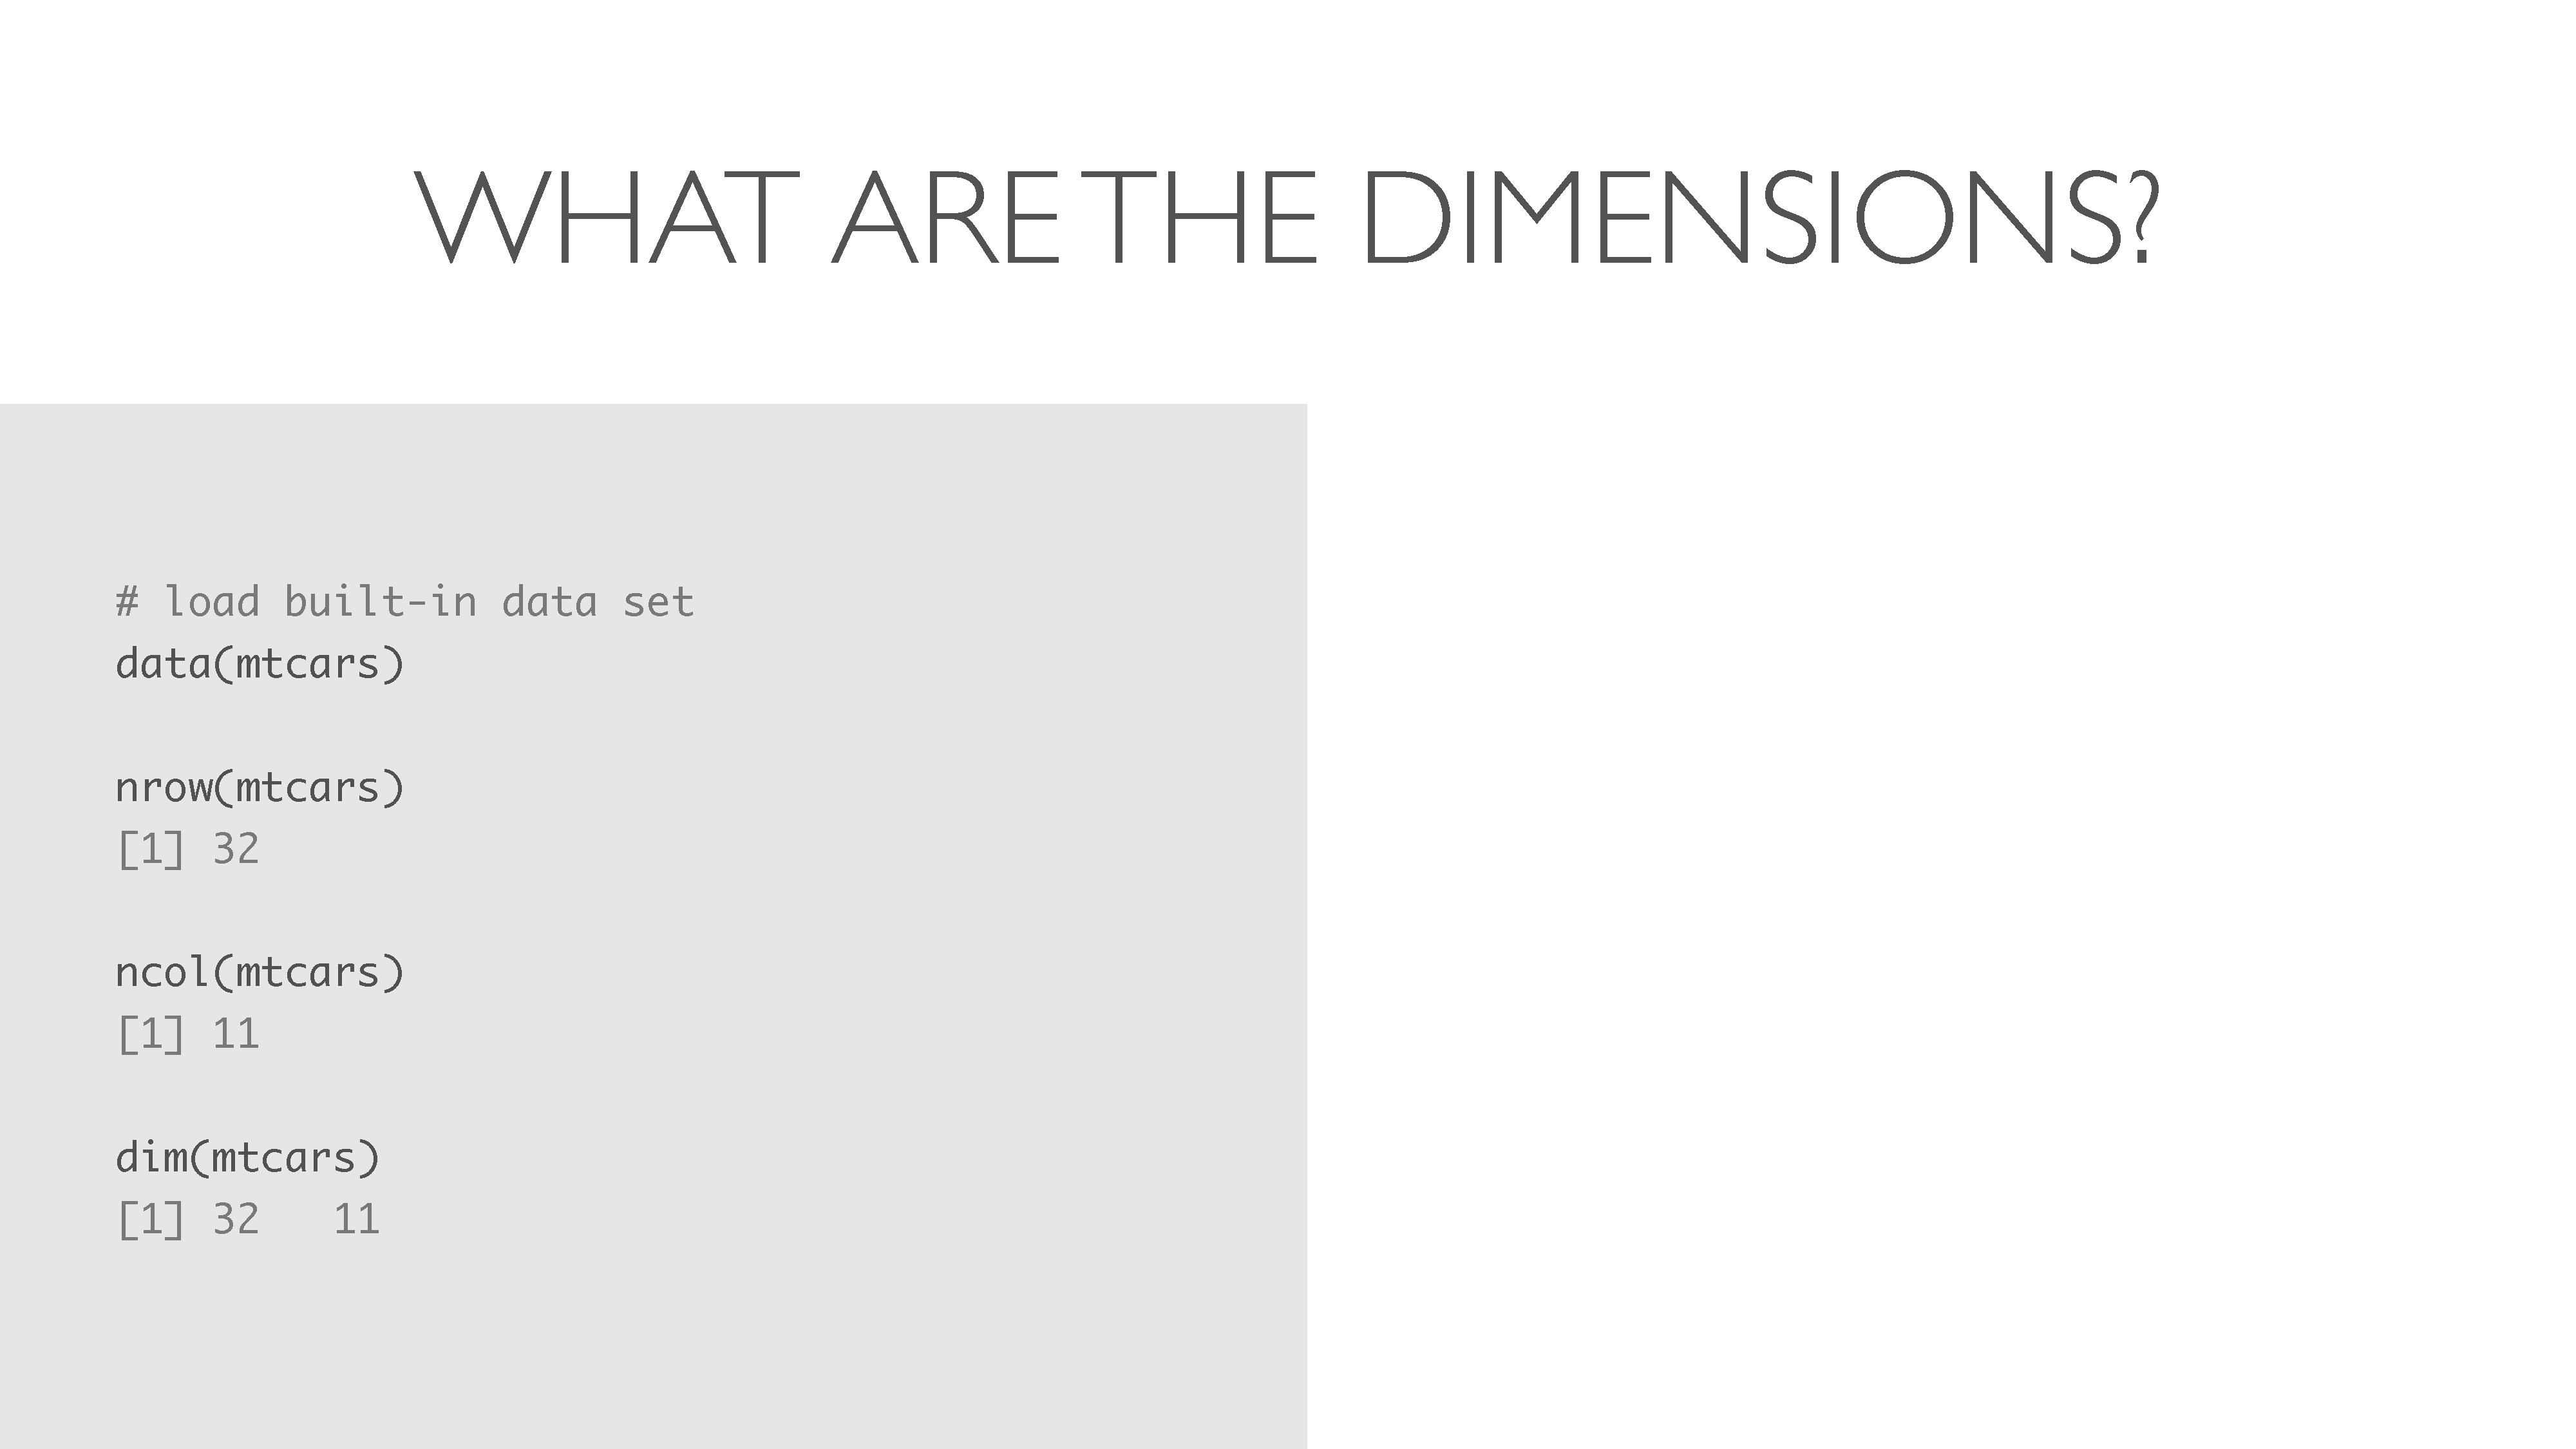 WHAT ARE THE DIMENSIONS?
# load built-in data set
data(mtcars)
nrow(mtcars)
[1] 32
ncol(mtcars)
[1] 11
dim(mtcars)
[1] 32   11